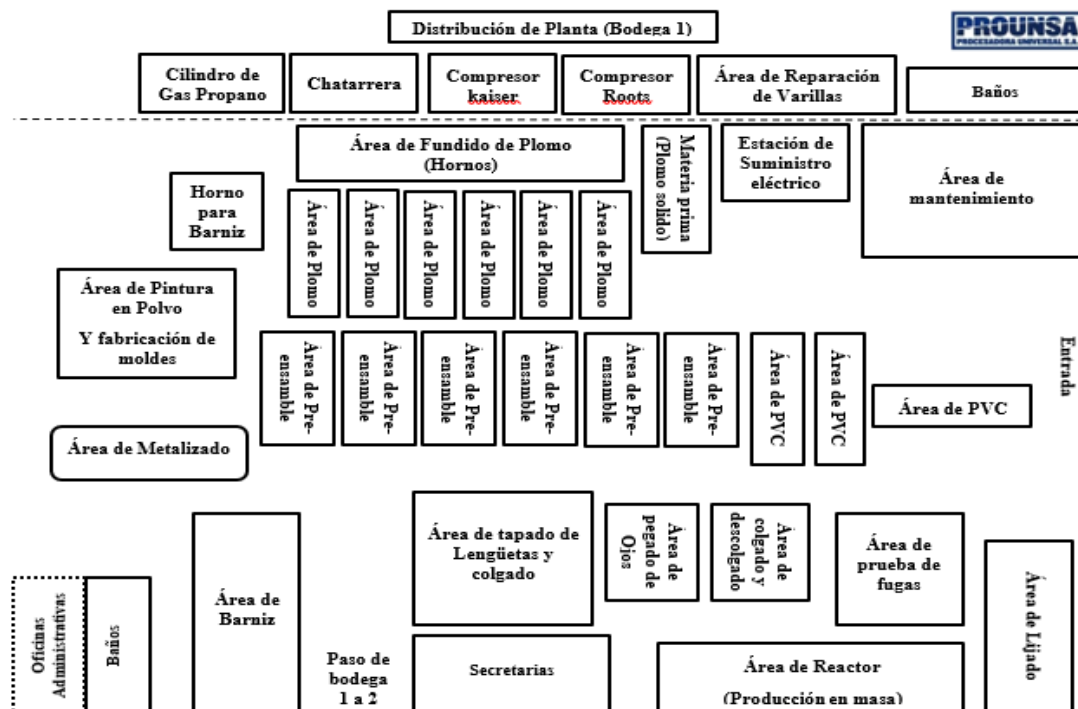 Distribución de Planta (Bodega 1)
PROUNSA
PROCESADORA UNIVERSAL S.A.
Cilindro de
Gas Propano
Chatarrera
Compresor
kaiser
Compresor
Roots
Área de Reparación
de Varillas
Baños
Área de Fundido de Plomo
(Hornos)
Materia prima
(Plomo solido)
Estación de
Suministro
eléctrico
Área de
mantenimiento
Horno
para
Barniz
Área de Plomo
Área de Plomo
Área de Plomo
Área de Plomo
Área de Plomo
Área de Plomo
Área de Pintura
en Polvo
Y fabricación de
moldes
Área de Pre-
ensamble
Área de Pre-
ensamble
Área de Pre-
ensamble
Área de Pre-
ensamble
Área de Pre-
ensamble
Área de Pre-
ensamble
Área de PVC
Área de PVC
Área de PVC
Entrada
Área de Metalizado
Área de tapado de
Lengüetas y
colgado
Área de
pegado de
Ojos
Área de
colgado y
descolgado
Área de
prueba de
fugas
Área de Lijado
Oficinas
Administrativas
Baños
Área de
Barniz
Paso de
bodega
1 a 2
Secretarias
Área de Reactor
(Producción en masa)